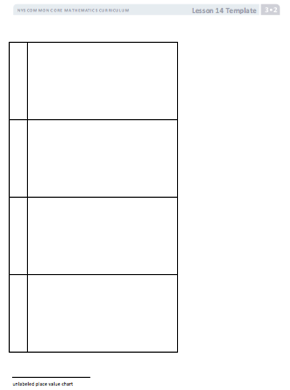 NYS COMMON CORE MATHEMATICS CURRICULUM
Lesson 14 Template
unlabeled place value chart